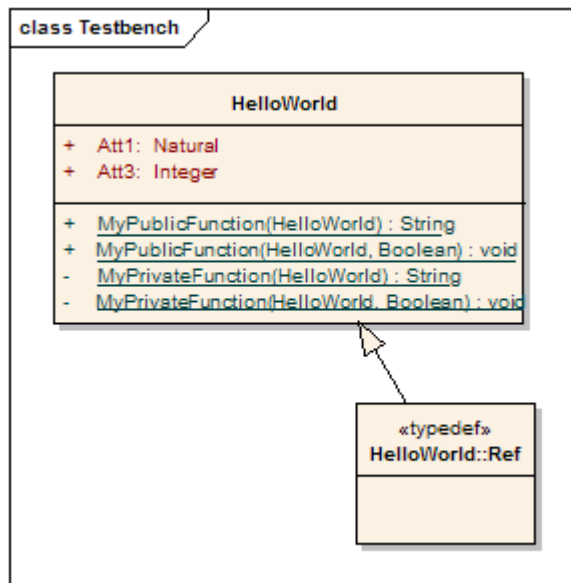 class Testbench
HelloWorld
+ Att1: Natural
+ Att3: Integer
+ MyPublicFunction(HelloWorld) : String
+ MyPublicFunction(HelloWorld, Boolean) : void
- MyPrivateFunction(HelloWorld) : String
- MyPrivateFunction(HelloWorld, Boolean) : void
«typedef»
HelloWorld::Ref